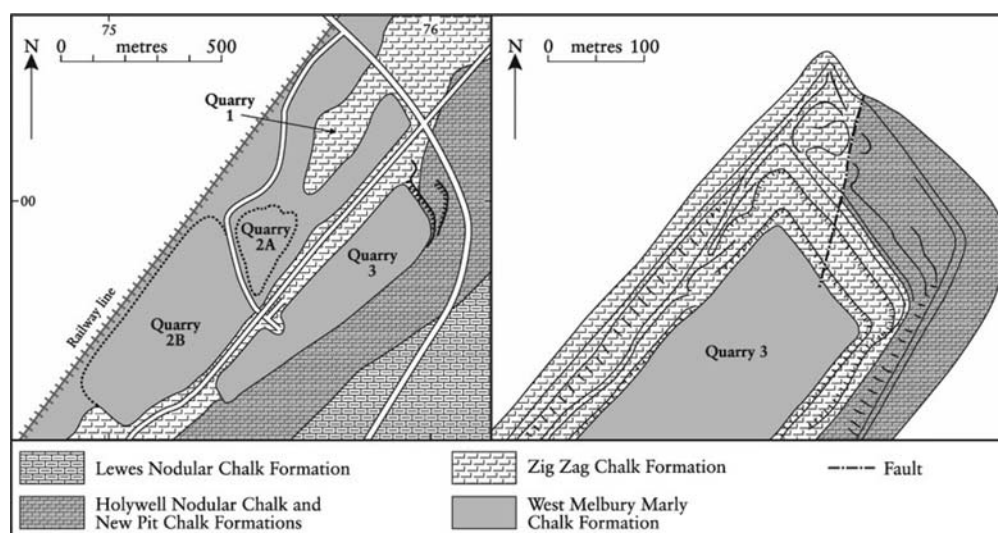 75
76
N
0 metres 500
00
Quarry
1
Quarry
2A
Quarry
2B
Quarry
3
Railway line
N
0 metres 100
Quarry 3
Lewes Nodular Chalk Formation
Zig Zag Chalk Formation
Fault
Holywell Nodular Chalk and
New Pit Chalk Formations
West Melbury Marly
Chalk Formation